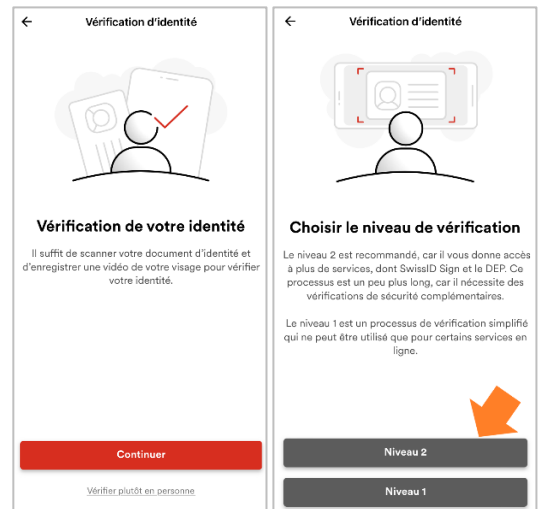 Vérification d'identité
Vérification de votre identité
Il suffit de scanner votre document d'identité et
d'enregistrer une vidéo de votre visage pour vérifier
votre identité.
Continuer
Vérifier plutôt en personne
Vérification d'identité
Choisir le niveau de vérification
Le niveau 2 est recommandé, car il vous donne accès
à plus de services, dont SwissID Sign et le DEP. Ce
processus est un peu plus long, car il nécessite des
vérifications de sécurité complémentaires.
Le niveau 1 est un processus de vérification simplifié
qui ne peut être utilisé que pour certains services en
ligne.
Niveau 2
Niveau 1